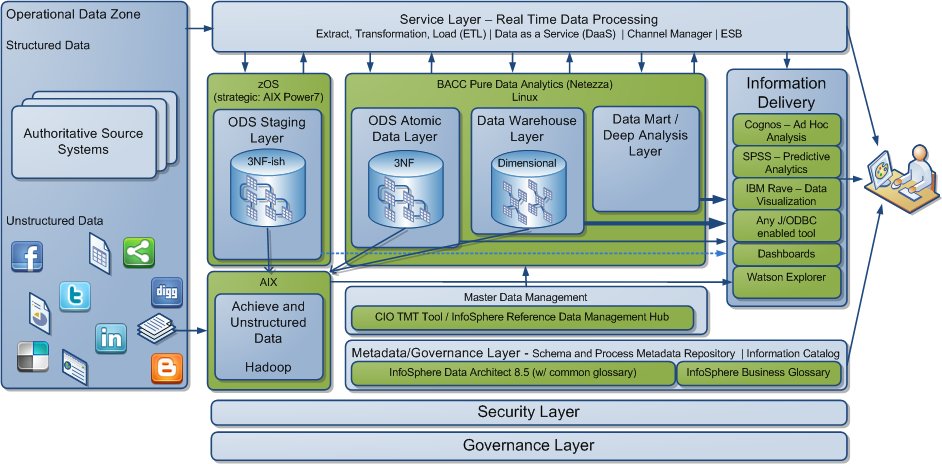 Operational Data Zone
Structured Data
Authoritative Source
Systems
Unstructured Data
f
t
digg
in
B
Service Layer – Real Time Data Processing
Extract, Transformation, Load (ETL) | Data as a Service (DaaS) | Channel Manager | ESB
zOS
(strategic: AIX Power7)
ODS Staging
Layer
3NF-ish
BACC Pure Data Analytics (Netezza)
Linux
ODS Atomic
Data Layer
3NF
Data Warehouse
Layer
Dimensional
Data Mart /
Deep Analysis
Layer
Information
Delivery
Cognos – Ad Hoc
Analysis
SPSS – Predictive
Analytics
IBM Rave – Data
Visualization
Any J/ODBC
enabled tool
Dashboards
Watson Explorer
AIX
Achieve and
Unstructured
Data
Hadoop
Master Data Management
CIO TMT Tool / InfoSphere Reference Data Management Hub
Metadata/Governance Layer - Schema and Process Metadata Repository | Information Catalog
InfoSphere Data Architect 8.5 (w/ common glossary)
InfoSphere Business Glossary
Security Layer
Governance Layer